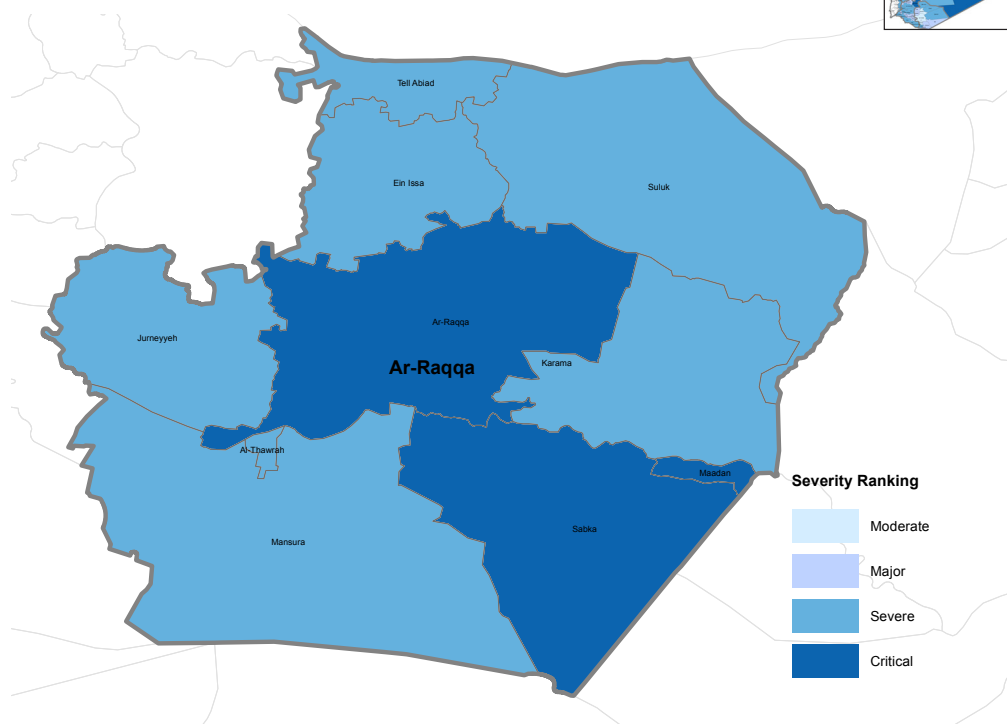 Tell Abiad
Ein Issa
Suluk
Ar-Raqqa
Jurneyyeh
Karama
Ar-Raqqa
Al-Thawrah
Maadan
Sabka
Mansura
Severity Ranking
Moderate
Major
Severe
Critical